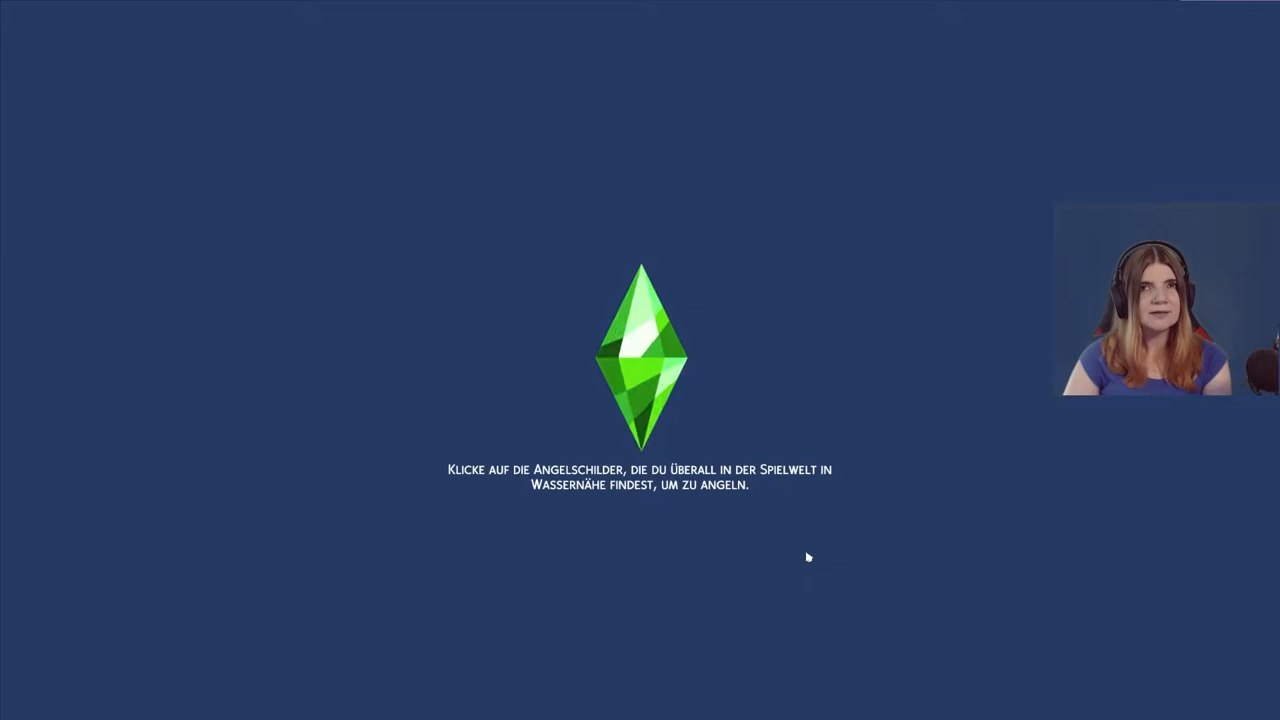 Klicke auf die Angelschilder, die du überall in der Spielwelt in
Wassernähe findest, um zu angeln.